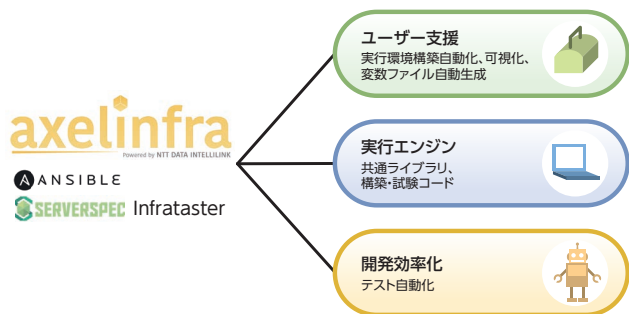 axelinfra
Powered by NTT DATA INTELLILINK
ANSIBLE
SERVERSPEC Infrataster
ユーザー支援
実行環境構築自動化、可視化、
変数ファイル自動生成
実行エンジン
共通ライブラリ、
構築・試験コード
開発効率化
テスト自動化